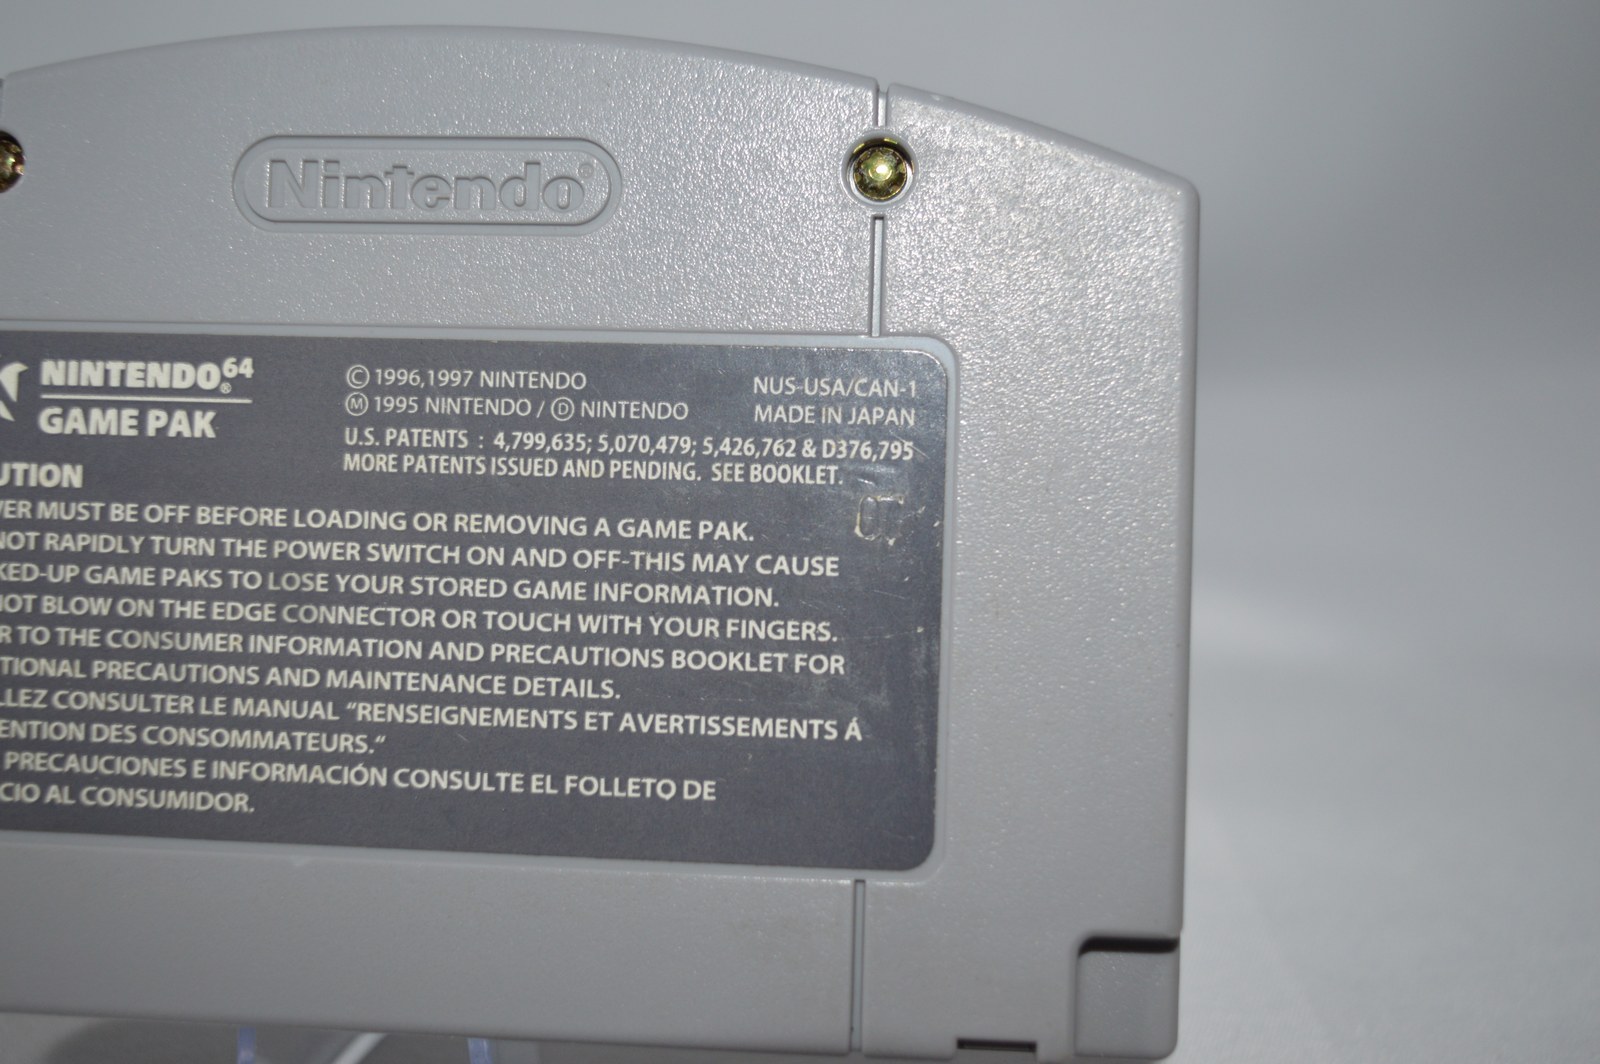 Nintendo®
NINTENDO64®
GAME PAK
© 1996,1997 NINTENDO
Ⓜ 1995 NINTENDO / Ⓓ NINTENDO
NUS-USA/CAN-1
MADE IN JAPAN
U.S. PATENTS : 4,799,635; 5,070,479; 5,426,762 & D376,795
MORE PATENTS ISSUED AND PENDING. SEE BOOKLET.
UTION
VER MUST BE OFF BEFORE LOADING OR REMOVING A GAME PAK.
NOT RAPIDLY TURN THE POWER SWITCH ON AND OFF-THIS MAY CAUSE
KED-UP GAME PAKS TO LOSE YOUR STORED GAME INFORMATION.
NOT BLOW ON THE EDGE CONNECTOR OR TOUCH WITH YOUR FINGERS.
R TO THE CONSUMER INFORMATION AND PRECAUTIONS BOOKLET FOR
TIONAL PRECAUTIONS AND MAINTENANCE DETAILS.
LLEZ CONSULTER LE MANUAL “RENSEIGNEMENTS ET AVERTISSEMENTS Á
ENTION DES CONSOMMATEURS.“
PRECAUCIONES E INFORMACIÓN CONSULTE EL FOLLETO DE
CIO AL CONSUMIDOR.